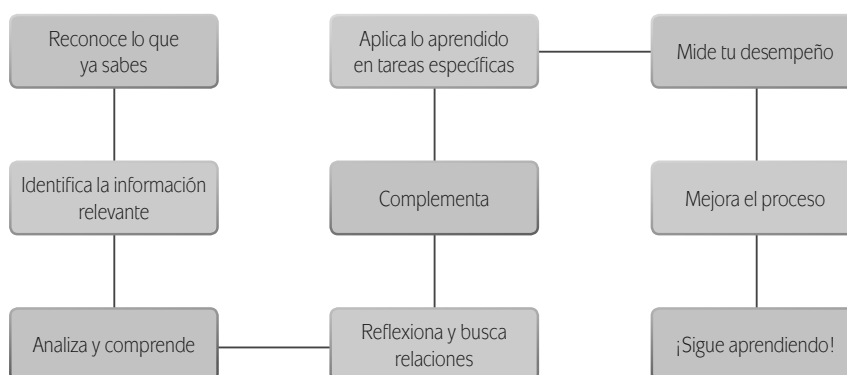 Reconoce lo que
ya sabes
Identifica la información
relevante
Analiza y comprende
Reflexiona y busca
relaciones
Complementa
Aplica lo aprendido
en tareas específicas
Mide tu desempeño
Mejora el proceso
¡Sigue aprendiendo!